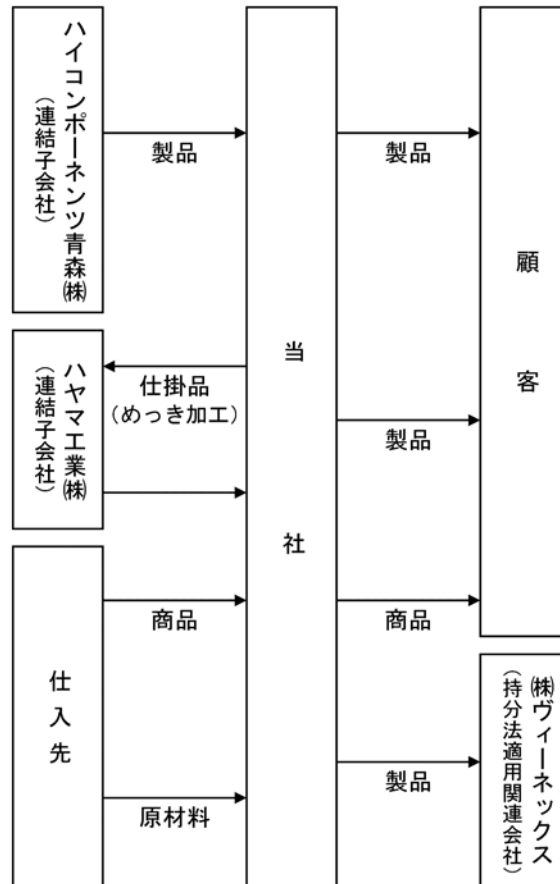 ハイコンポーネンツ青森㈱
（連結子会社）
製品
製品
顧客
当社
ハヤマ工業㈱
（連結子会社）
仕掛品
（めっき加工）
製品
仕入先
商品
商品
原材料
製品
㈱ヴィーネックス
（持分法適用関連会社）